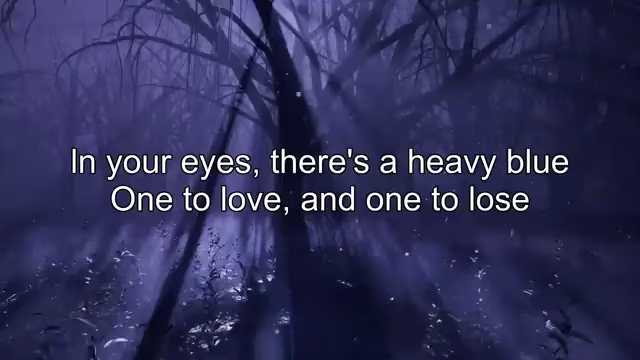 In your eyes, there's a heavy blue
One to love, and one to lose